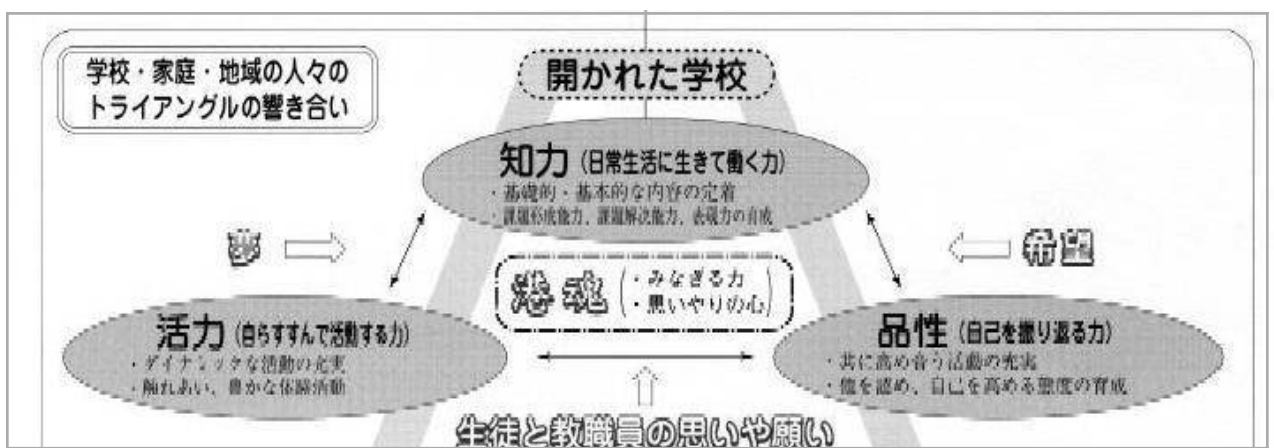 学校・家庭・地域の人々の
トライアングルの響き合い
開かれた学校
知力（日常生活に生きて働く力）
・基礎的・基本的な内容の定着
・課題形成能力、課題解決能力、表現力の育成
夢
希望
・みなぎる力
・思いやりの心
活力（自らすすんで活動する力）
・ダイナミックな活動の充実
・触れあい、豊かな体験活動
品性（自己を振り返る力）
・共に高め合う活動の充実
・他を認め、自己を高める態度の育成
生徒と教職員の思いや願い